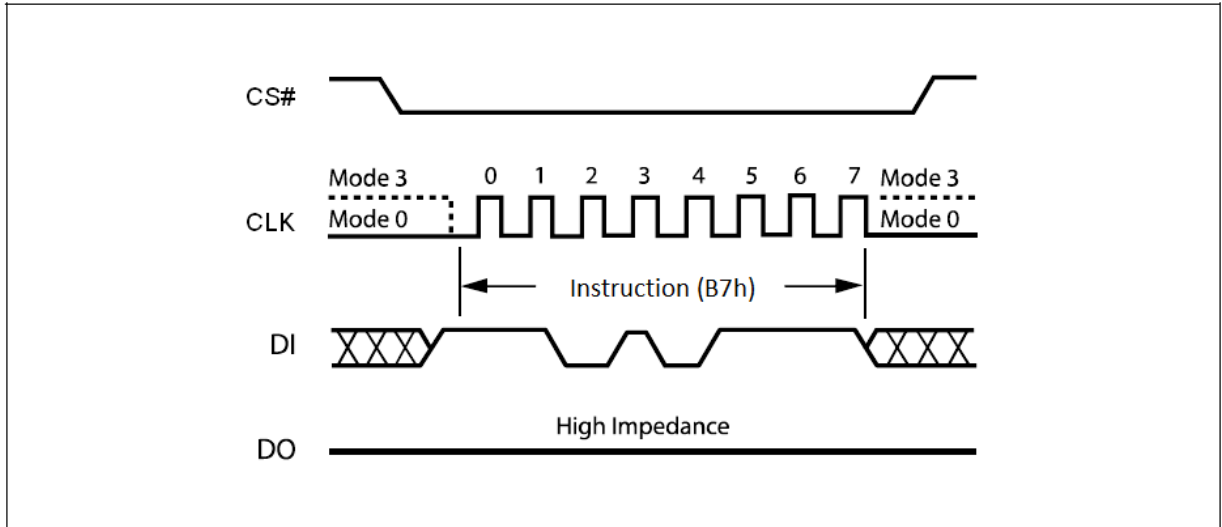 CS#
Mode 3 0 1 2 3 4 5 6 7 Mode 3
CLK Mode 0 Mode 0
Instruction (B7h)
DI
High Impedance
DO